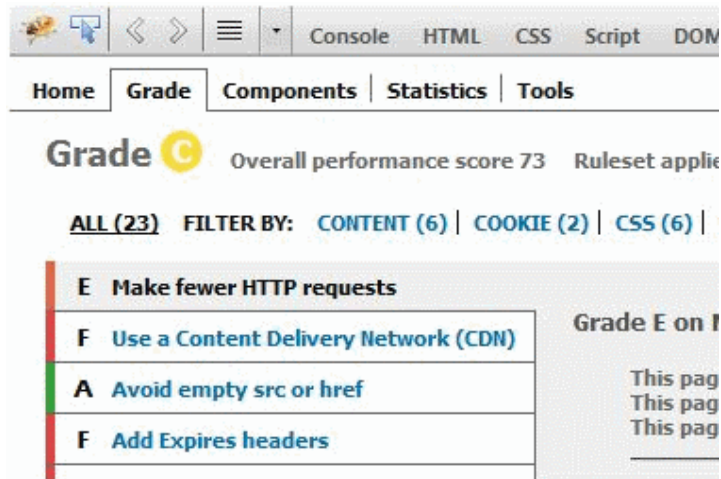 Console HTML CSS Script DOM
Home Grade Components Statistics Tools
Grade C Overall performance score 73 Ruleset applie
ALL (23) FILTER BY: CONTENT (6) COOKIE (2) CSS (6)
E Make fewer HTTP requests
Grade E on
F Use a Content Delivery Network (CDN)
This pag
A Avoid empty src or href
This pag
This pag
F Add Expires headers